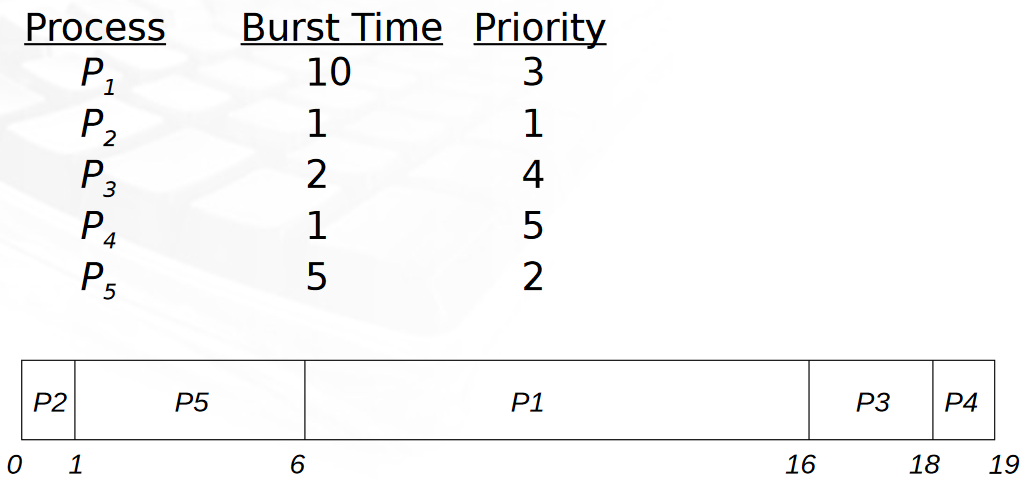 Process Burst Time Priority
P1 10 3
P2 1 1
P3 2 4
P4 1 5
P5 5 2
P2 P5 P1 P3 P4
0 1 6 16 18 19